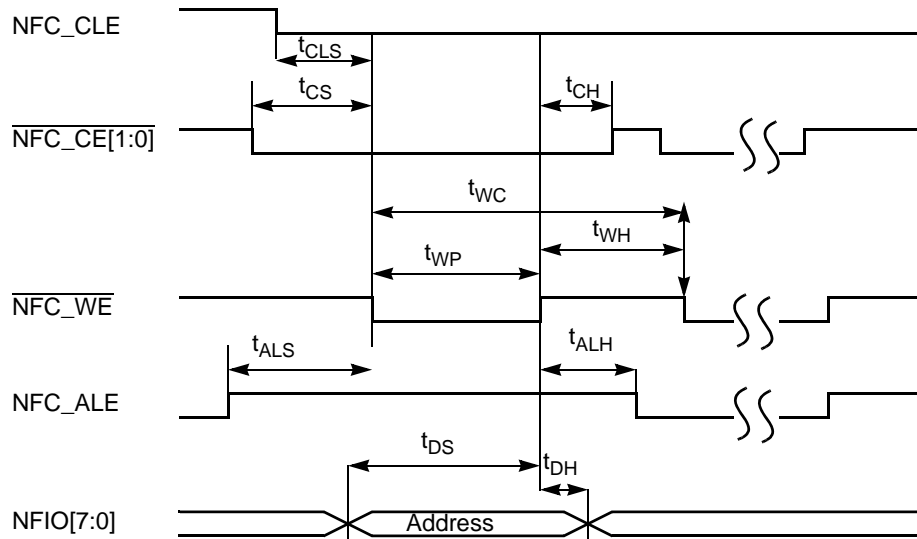 NFC_CLE
tCLS
tCS
tCH
NFC_CE[1:0]
tWC
tWH
tWP
NFC_WE
tALS
tALH
NFC_ALE
tDS
tDH
NFIO[7:0]
Address